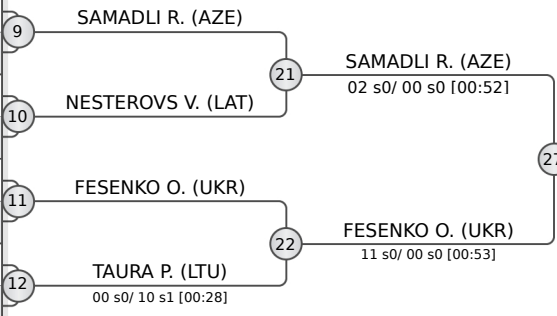 9
SAMADLI R. (AZE)
21
SAMADLI R. (AZE)
02 s0/ 00 s0 [00:52]
10
NESTEROVS V. (LAT)
27
11
FESENKO O. (UKR)
22
FESENKO O. (UKR)
11 s0/ 00 s0 [00:53]
12
TAURA P. (LTU)
00 s0/ 10 s1 [00:28]